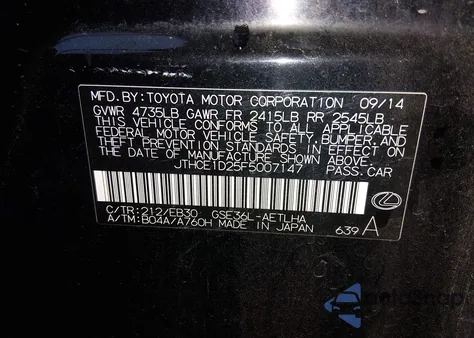 MFD. BY: TOYOTA MOTOR CORPORATION 09/14
GVWR 4735LB GAWR FR 2415LB RR 2545LB
THIS VEHICLE CONFORMS TO ALL APPLICABLE
FEDERAL MOTOR VEHICLE SAFETY, BUMPER, AND
THEFT PREVENTION STANDARDS IN EFFECT ON
THE DATE OF MANUFACTURE SHOWN ABOVE.
JTHCE1D25F5007147 PASS.CAR
C/TR:212/EB30 GSE36L-AETLHA
A/TM: B04A/A760H MADE IN JAPAN 639 A
autosnap